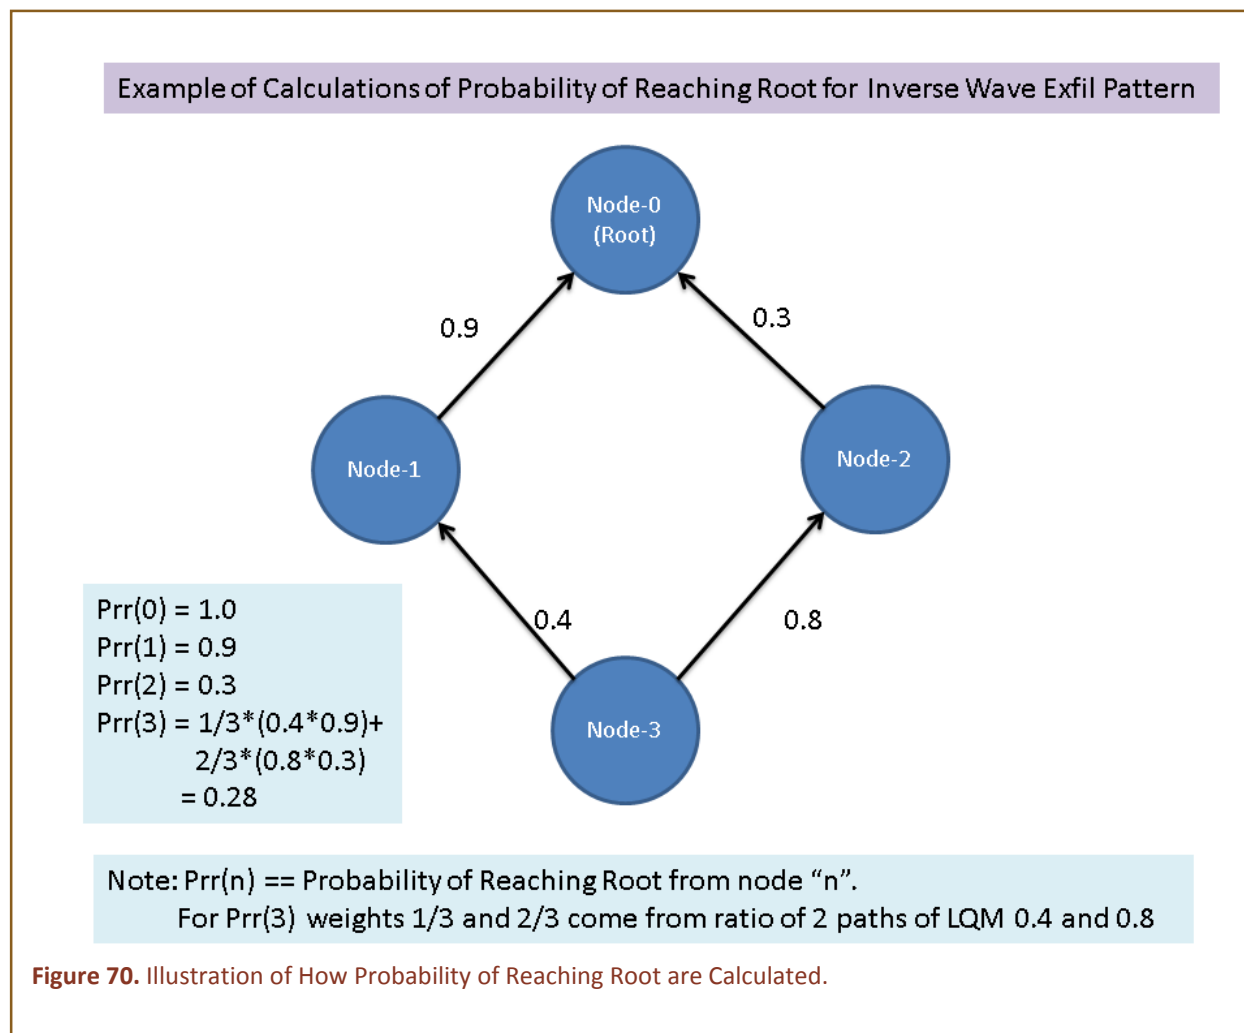 Example of Calculations of Probability of Reaching Root for Inverse Wave Exfil Pattern
Node-0
(Root)
0.9
0.3
Node-1
Node-2
0.4
0.8
Node-3
Prr(0) = 1.0
Prr(1) = 0.9
Prr(2) = 0.3
Prr(3) = 1/3*(0.4*0.9)+
2/3*(0.8*0.3)
= 0.28
Note: Prr(n) == Probability of Reaching Root from node “n”.
For Prr(3) weights 1/3 and 2/3 come from ratio of 2 paths of LQM 0.4 and 0.8
Figure 70. Illustration of How Probability of Reaching Root are Calculated.